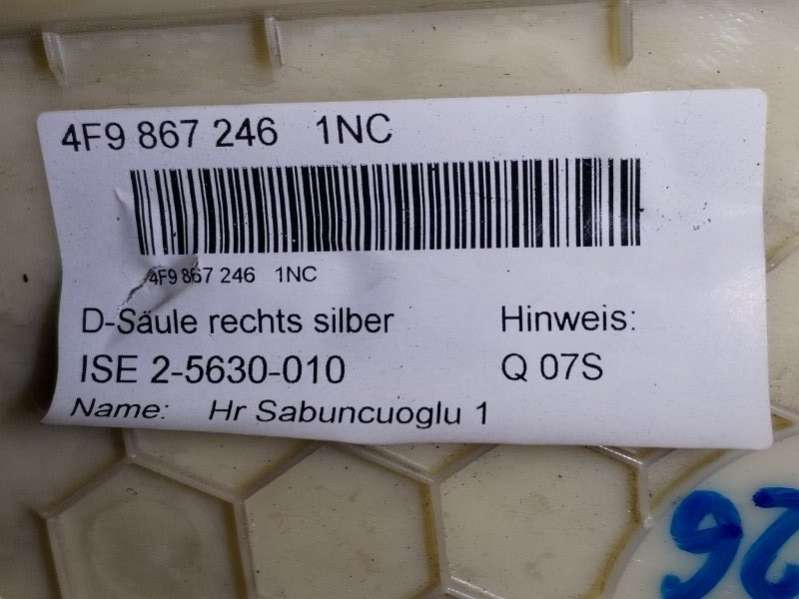 4F9 867 246 1NC
4F9 867 246 1NC
D-Säule rechts silber Hinweis:
ISE 2-5630-010 Q 07S
Name: Hr Sabuncuoglu 1
26